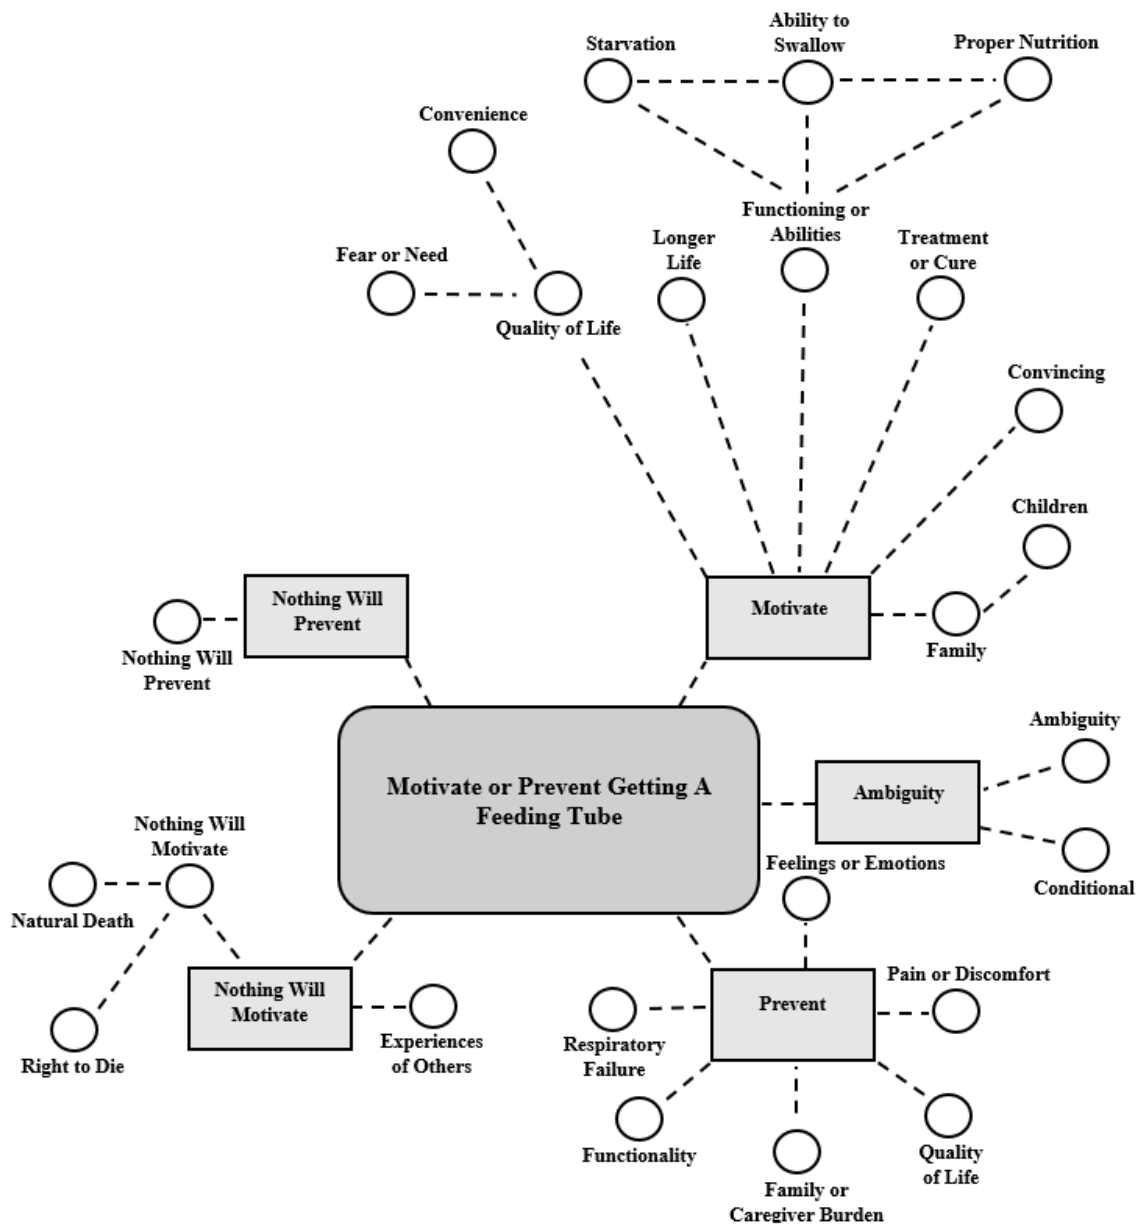 Ability to
Swallow
Starvation
Proper Nutrition
Convenience
Functioning or
Abilities
Longer
Life
Treatment
or Cure
Fear or Need
Quality of Life
Convincing
Children
Nothing Will
Prevent
Motivate
Nothing Will
Prevent
Family
Ambiguity
Motivate or Prevent Getting A
Feeding Tube
Ambiguity
Nothing Will
Motivate
Feelings or Emotions
Conditional
Natural Death
Nothing Will
Motivate
Prevent
Pain or Discomfort
Experiences
of Others
Respiratory
Failure
Right to Die
Functionality
Quality
of Life
Family or
Caregiver Burden